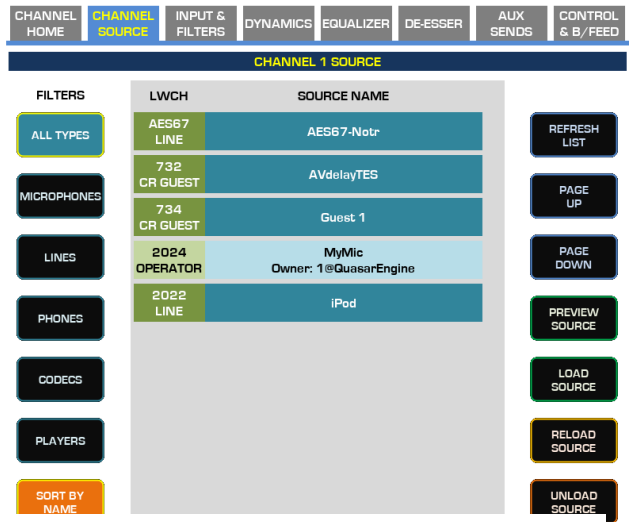 CHANNEL HOME
CHANNEL SOURCE
INPUT & FILTERS
DYNAMICS
EQUALIZER
DE-ESSER
AUX SENDS
CONTROL & B/FEED
CHANNEL 1 SOURCE
FILTERS
ALL TYPES
MICROPHONES
LINES
PHONES
CODECS
PLAYERS
SORT BY
NAME
LWCH SOURCE NAME
AES67
LINE
AES67-Notr
732
CR GUEST
AVdelayTES
734
CR GUEST
Guest 1
2024
OPERATOR
MyMic
Owner: 1@QuasarEngine
2022
LINE
iPod
REFRESH
LIST
PAGE
UP
PAGE
DOWN
PREVIEW
SOURCE
LOAD
SOURCE
RELOAD
SOURCE
UNLOAD
SOURCE